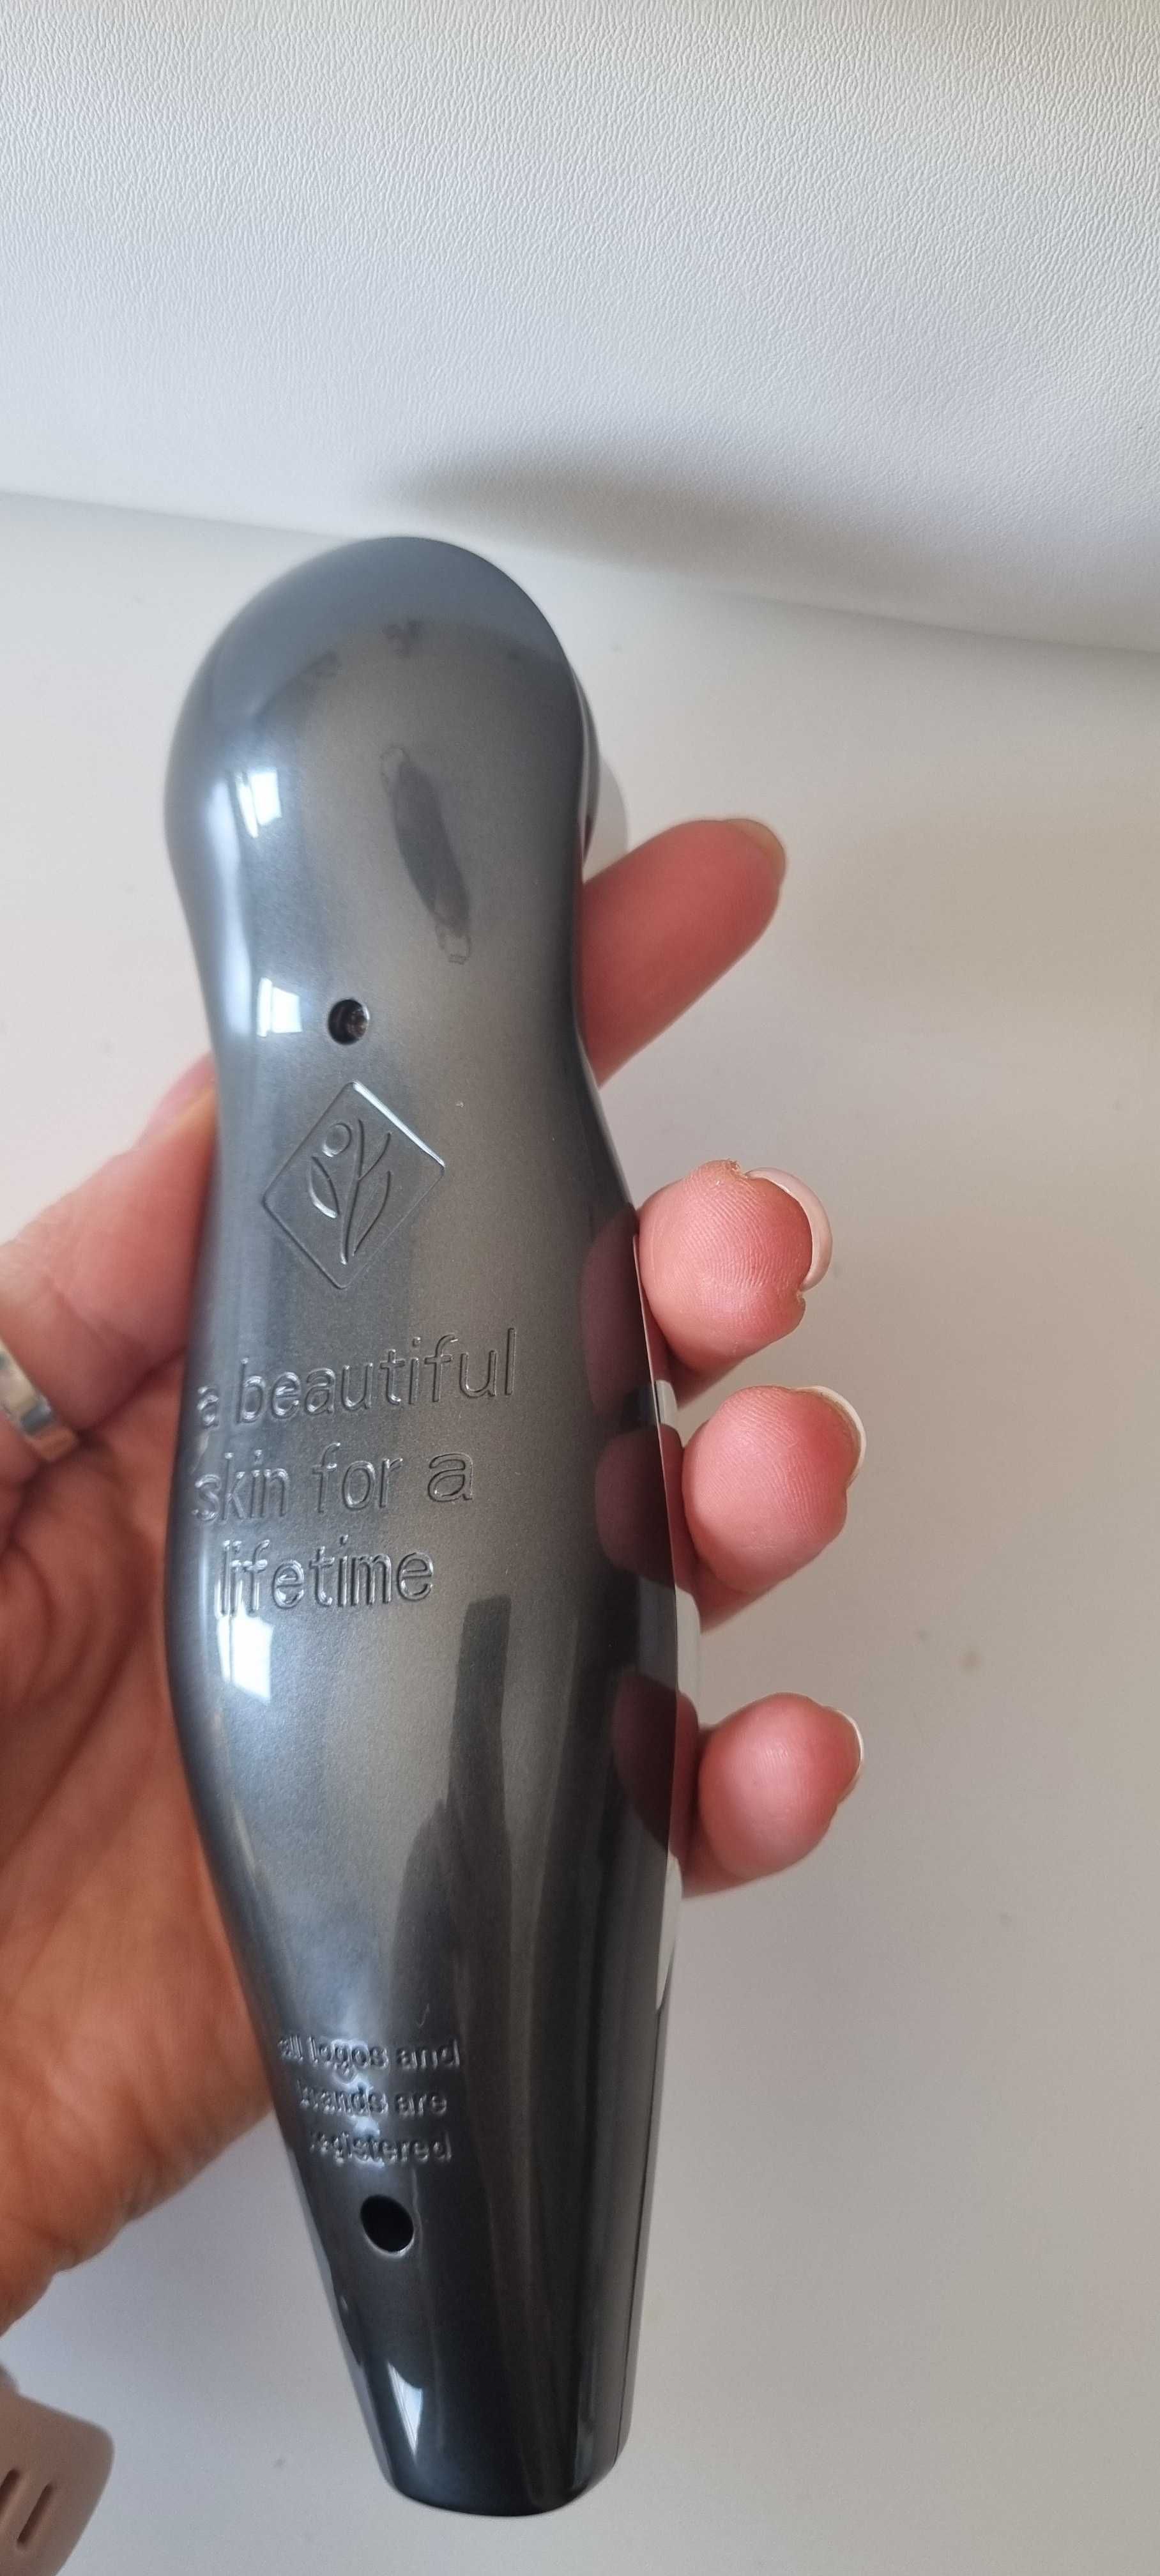 a beautiful
skin for a
lifetime
all logos and
brands are
registered